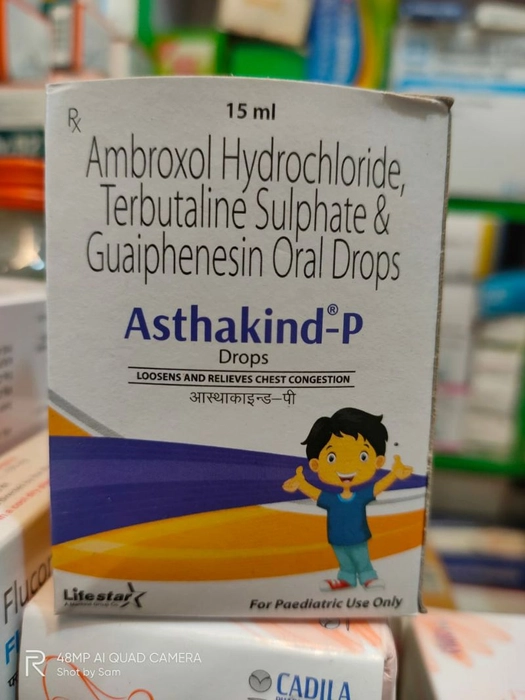 Rx
15 ml
Ambroxol Hydrochloride,
Terbutaline Sulphate &
Guaiphenesin Oral Drops
Asthakind®-P
Drops
LOOSENS AND RELIEVES CHEST CONGESTION
आस्थाकाइन्ड-पी
Lifestar
For Paediatric Use Only
Flucor
CADILA
R 48MP AI QUAD CAMERA
Shot by Sam